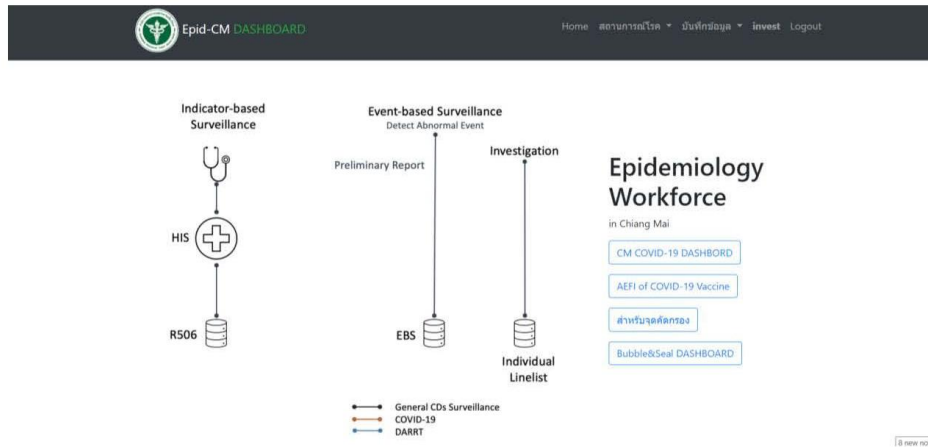 Epid-CM DASHBOARD
Home สถานการณ์โรค บันทึกข้อมูล invest Logout
Indicator-based
Surveillance
HIS
R506
Event-based Surveillance
Detect Abnormal Event
Preliminary Report
EBS
Investigation
Individual
Linelist
General CDs Surveillance
COVID-19
DARRT
Epidemiology
Workforce
in Chiang Mai
CM COVID-19 DASHBORD
AEFI of COVID-19 Vaccine
สำหรับจุดคัดกรอง
Bubble&Seal DASHBOARD
8 new no